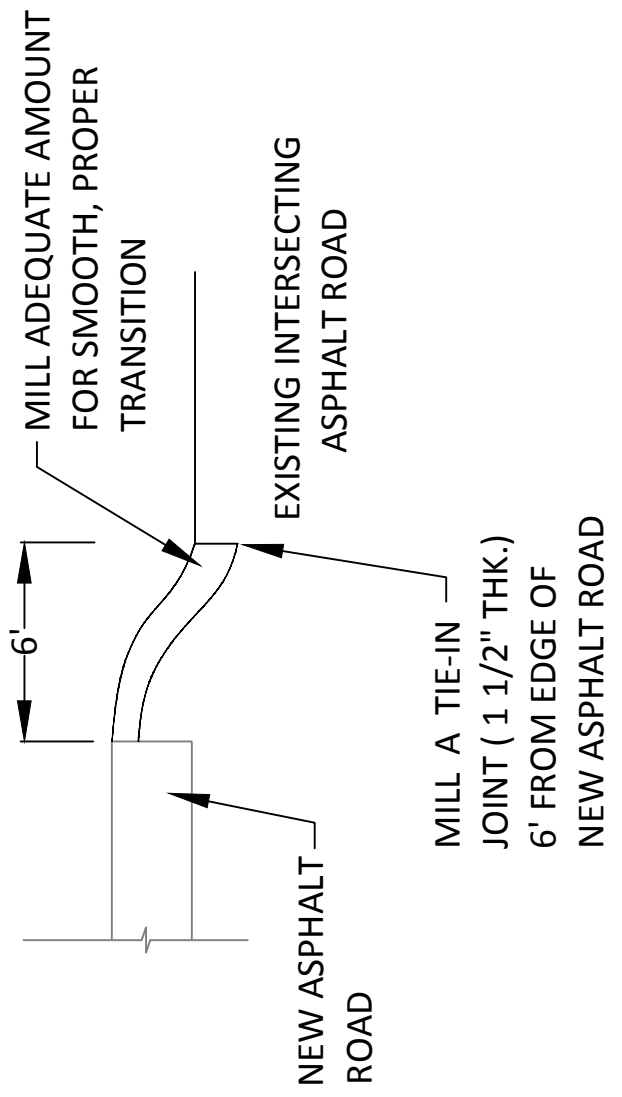 6'
MILL ADEQUATE AMOUNT
FOR SMOOTH, PROPER
TRANSITION
EXISTING INTERSECTING
ASPHALT ROAD
NEW ASPHALT
ROAD
MILL A TIE-IN
JOINT ( 1 1/2" THK.)
6' FROM EDGE OF
NEW ASPHALT ROAD